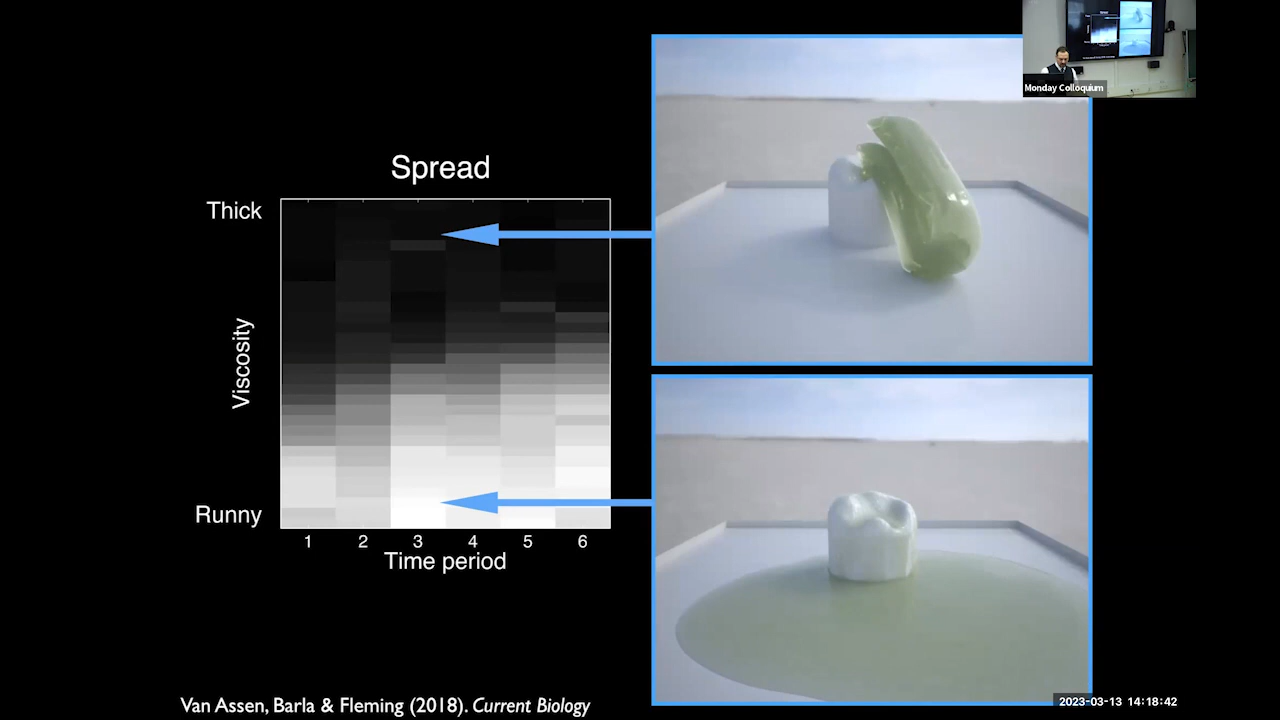 Monday Colloquium
Spread
Thick
Viscosity
Runny
1 2 3 4 5 6
Time period
Van Assen, Barla & Fleming (2018). Current Biology
2023-03-13 14:18:42